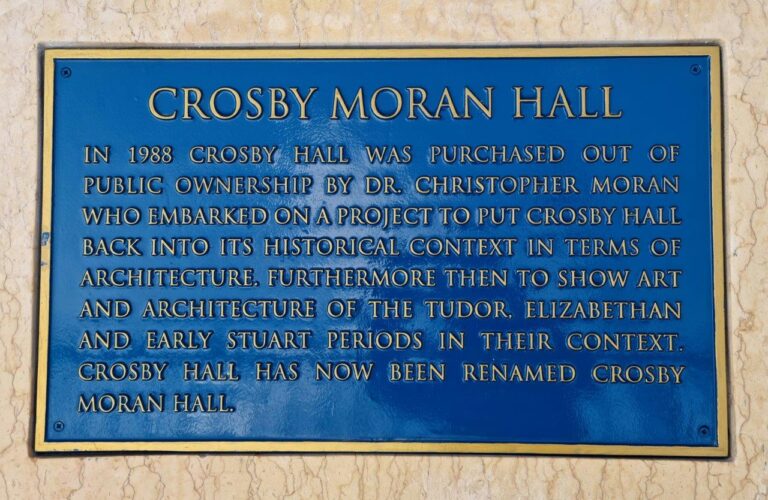 CROSBY MORAN HALL
IN 1988 CROSBY HALL WAS PURCHASED OUT OF
PUBLIC OWNERSHIP BY DR. CHRISTOPHER MORAN
WHO EMBARKED ON A PROJECT TO PUT CROSBY HALL
BACK INTO ITS HISTORICAL CONTEXT IN TERMS OF
ARCHITECTURE. FURTHERMORE THEN TO SHOW ART
AND ARCHITECTURE OF THE TUDOR, ELIZABETHAN
AND EARLY STUART PERIODS IN THEIR CONTEXT.
CROSBY HALL HAS NOW BEEN RENAMED CROSBY
MORAN HALL.